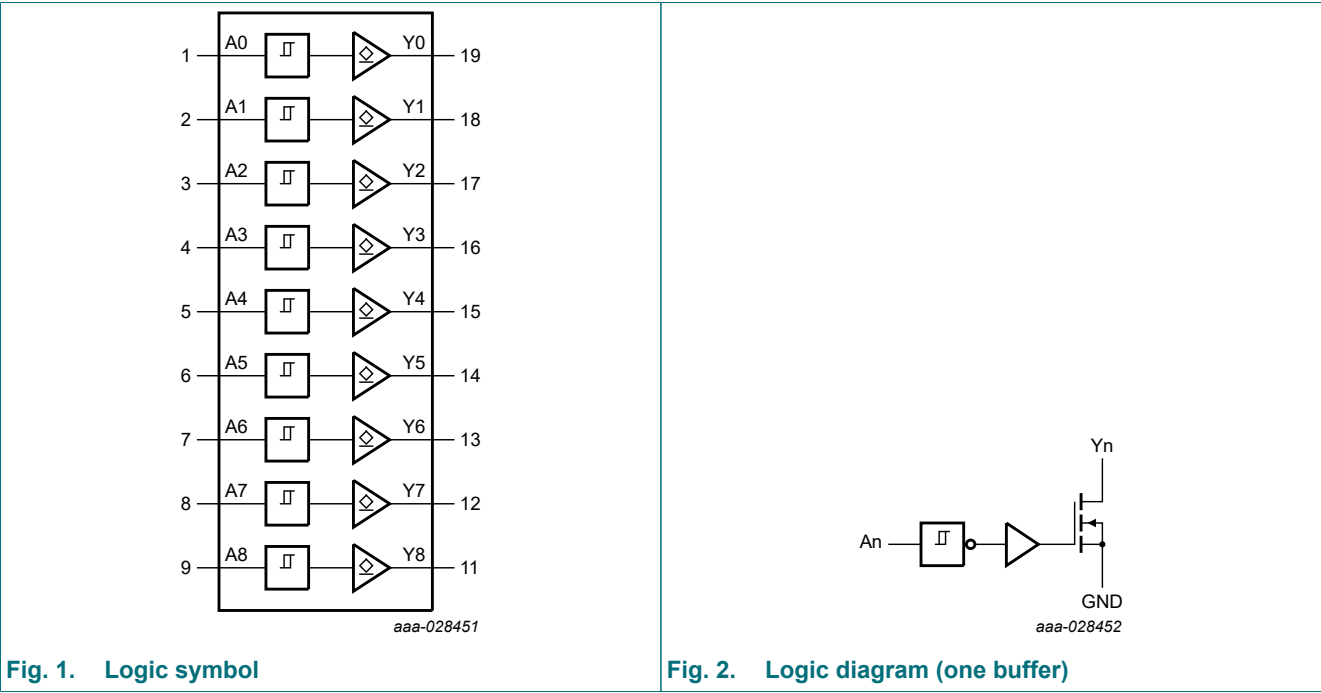 1 A0 Y0 19
2 A1 Y1 18
3 A2 Y2 17
4 A3 Y3 16
5 A4 Y4 15
6 A5 Y5 14
7 A6 Y6 13
8 A7 Y7 12
9 A8 Y8 11
aaa-028451
Fig. 1. Logic symbol
Yn
An
GND
aaa-028452
Fig. 2. Logic diagram (one buffer)